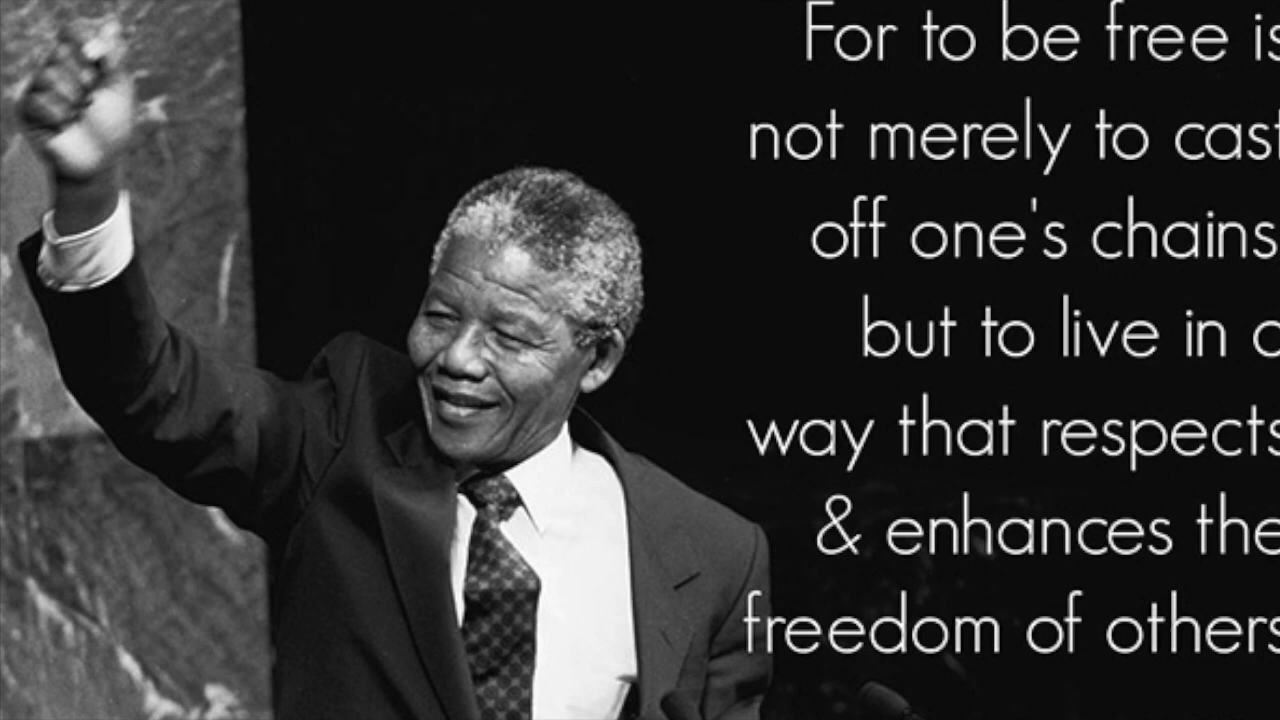 For to be free is
not merely to cast
off one's chains
but to live in a
way that respects
& enhances the
freedom of others